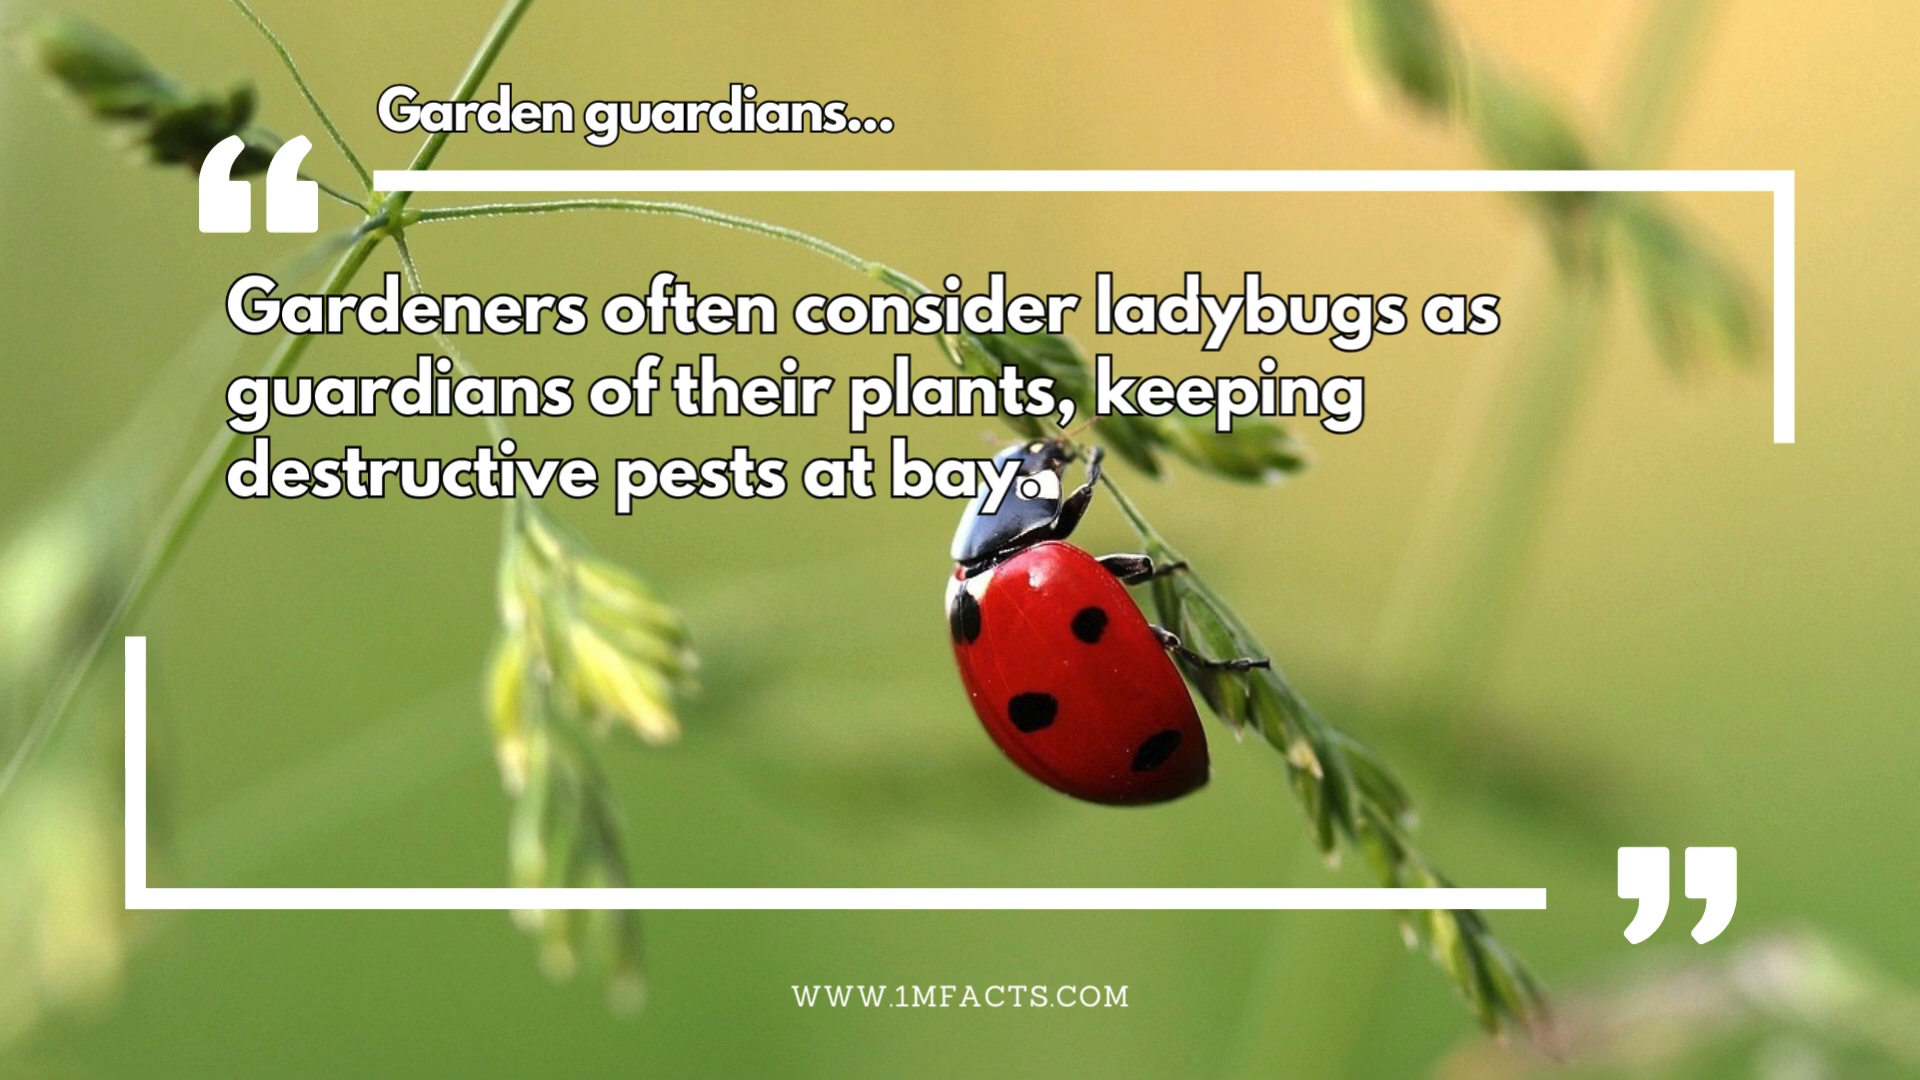 Garden guardians...
“
Gardeners often consider ladybugs as
guardians of their plants, keeping
destructive pests at bay.
”
WWW.1MFACTS.COM